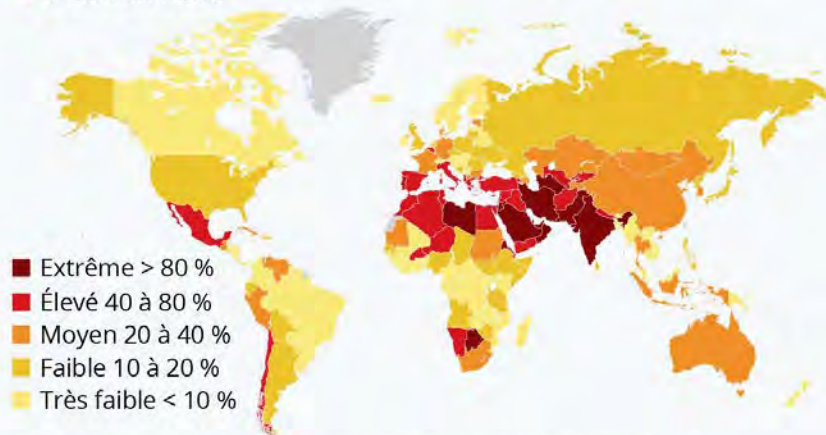 Extrême > 80 %
Élevé 40 à 80 %
Moyen 20 à 40 %
Faible 10 à 20 %
Très faible < 10 %